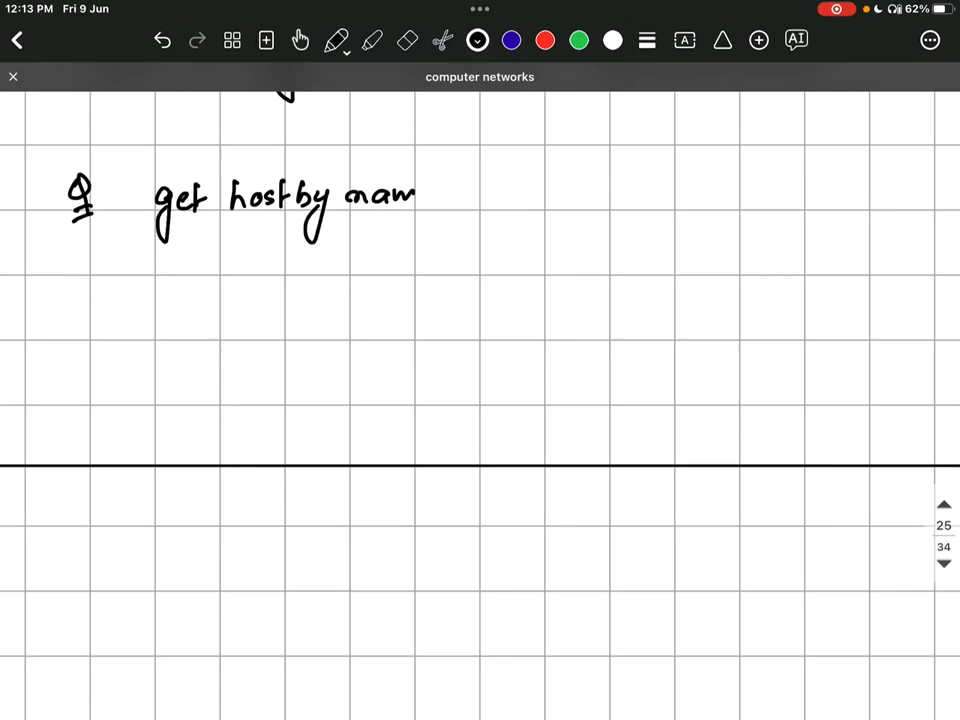 12:13 PM Fri 9 Jun 62%
A AI
computer networks
Q get hostby nam
25
34